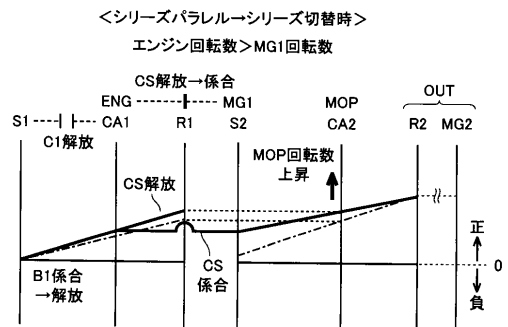 ＜シリーズパラレル→シリーズ切替時＞
エンジン回転数＞MG1回転数
CS解放→係合
OUT
ENG
MG1
MOP
S1
C1解放
CA1
R1
S2
CA2
R2
MG2
MOP回転数
上昇
CS解放
CS
係合
B1係合
→解放
正
0
負